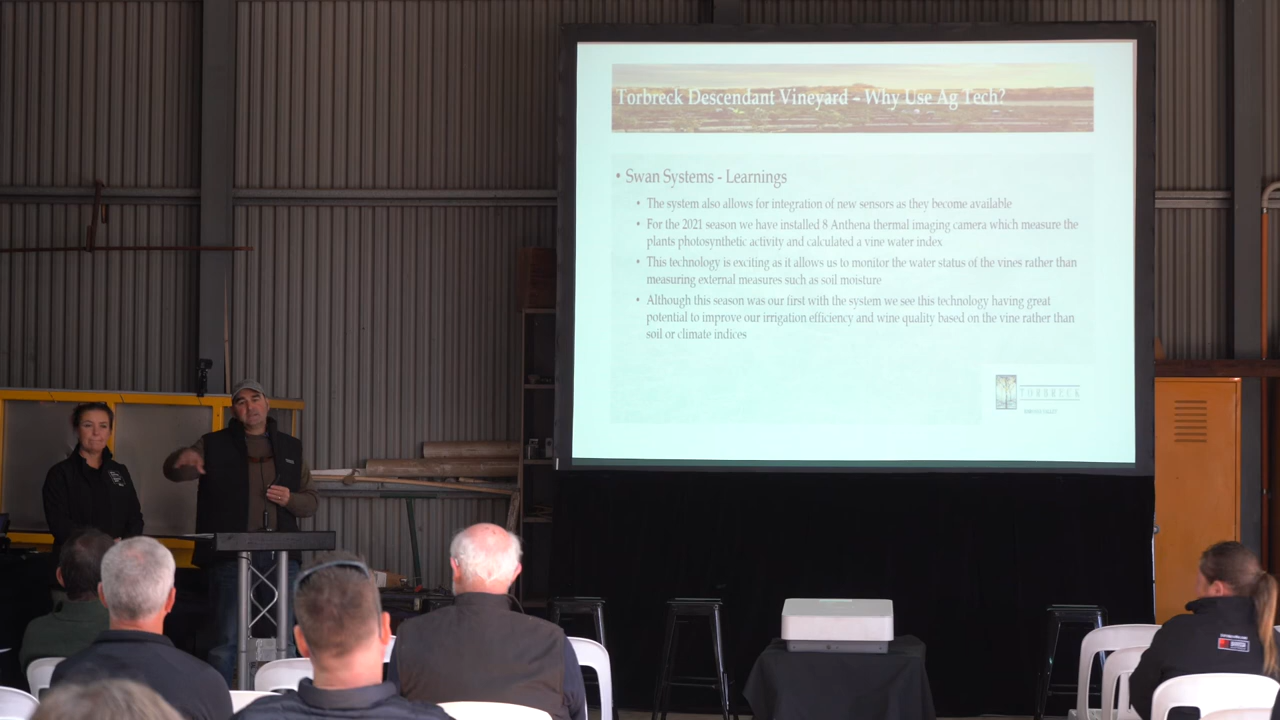 Torbreck Descendant Vineyard - Why Use Ag Tech?
• Swan Systems - Learnings
• The system also allows for integration of new sensors as they become available
• For the 2021 season we have installed 8 Anthena thermal imaging camera which measure the
plants photosynthetic activity and calculated a vine water index
• This technology is exciting as it allows us to monitor the water status of the vines rather than
measuring external measures such as soil moisture
• Although this season was our first with the system we see this technology having great
potential to improve our irrigation efficiency and wine quality based on the vine rather than
soil or climate indices
TORBRECK